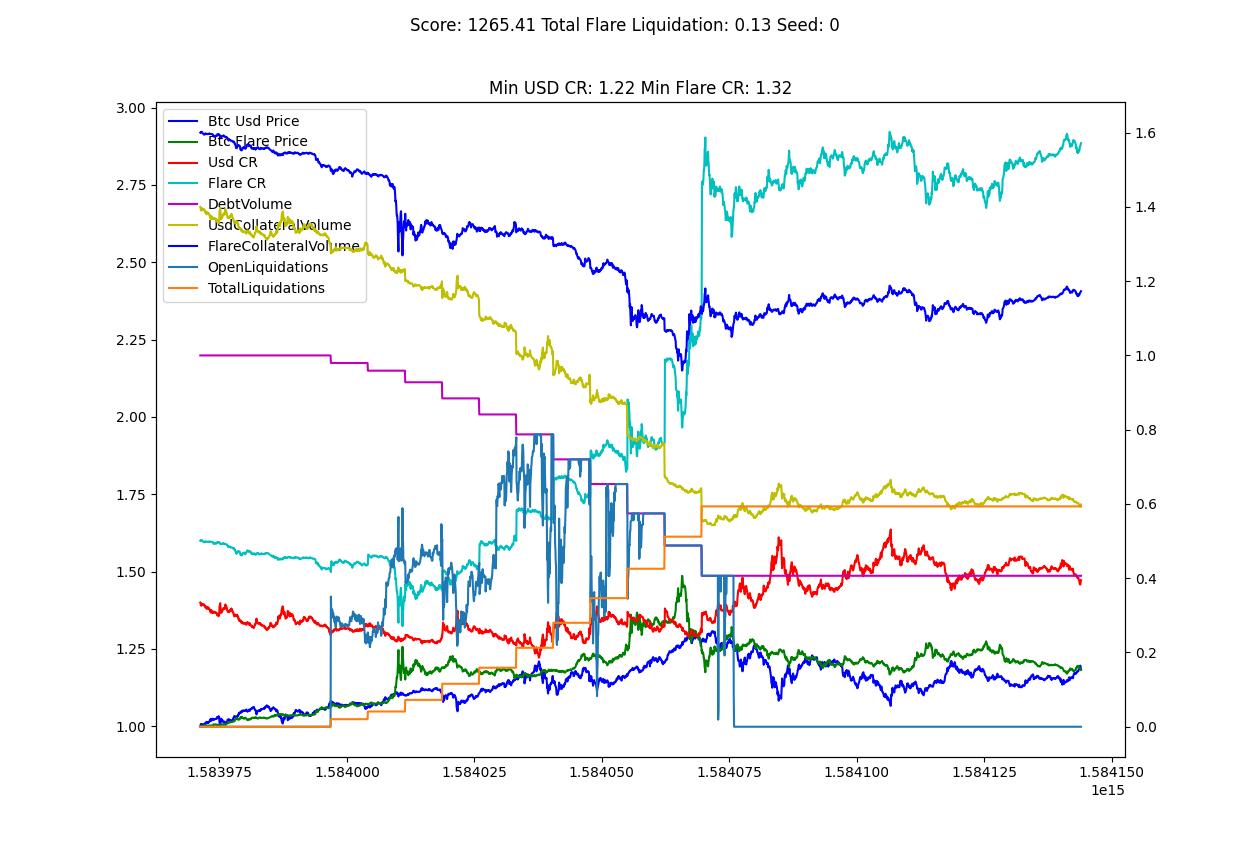 Score: 1265.41 Total Flare Liquidation: 0.13 Seed: 0
Min USD CR: 1.22 Min Flare CR: 1.32
3.00
2.75
2.50
2.25
2.00
1.75
1.50
1.25
1.00
Btc Usd Price
Btc Flare Price
Usd CR
Flare CR
DebtVolume
UsdCollateralVolume
FlareCollateralVolume
OpenLiquidations
TotalLiquidations
1.6
1.4
1.2
1.0
0.8
0.6
0.4
0.2
0.0
1.583975 1.584000 1.584025 1.584050 1.584075 1.584100 1.584125 1.584150
1e15